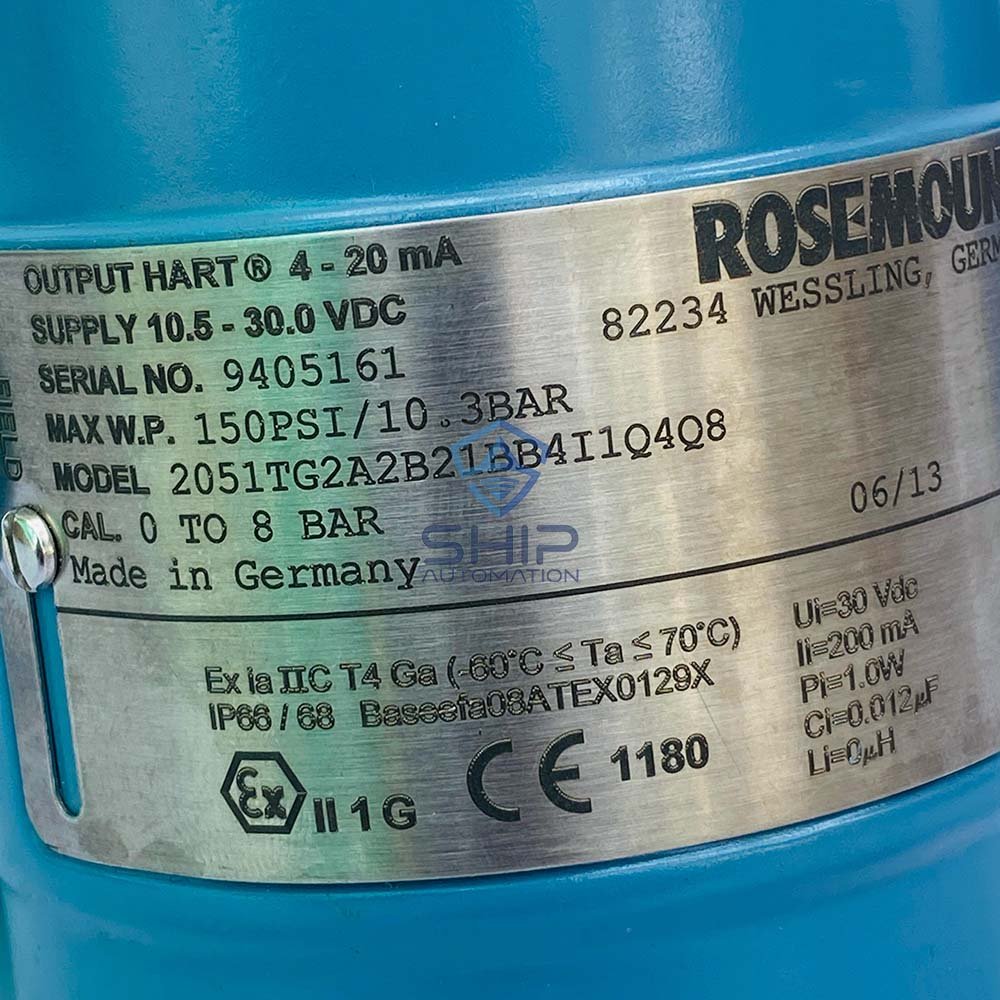 ROSEMOUN
82234 WESSLING, GERM
OUTPUT HART® 4 - 20 mA
SUPPLY 10.5 - 30.0 VDC
SERIAL NO. 9405161
MAX W.P. 150PSI/10.3BAR
MODEL 2051TG2A2B21BB4I1Q4Q8
CAL. 0 TO 8 BAR
06/13
Made in Germany
FIELD
SHIP
AUTOMATION
Ex ia IIC T4 Ga (-60°C ≤ Ta ≤ 70°C)
IP66 / 68 Baseefa08ATEX0129X
Ex II 1 G
CE 1180
Ui=30 Vdc
Ii=200 mA
Pi=1.0W
Ci=0.012µF
Li=0µH